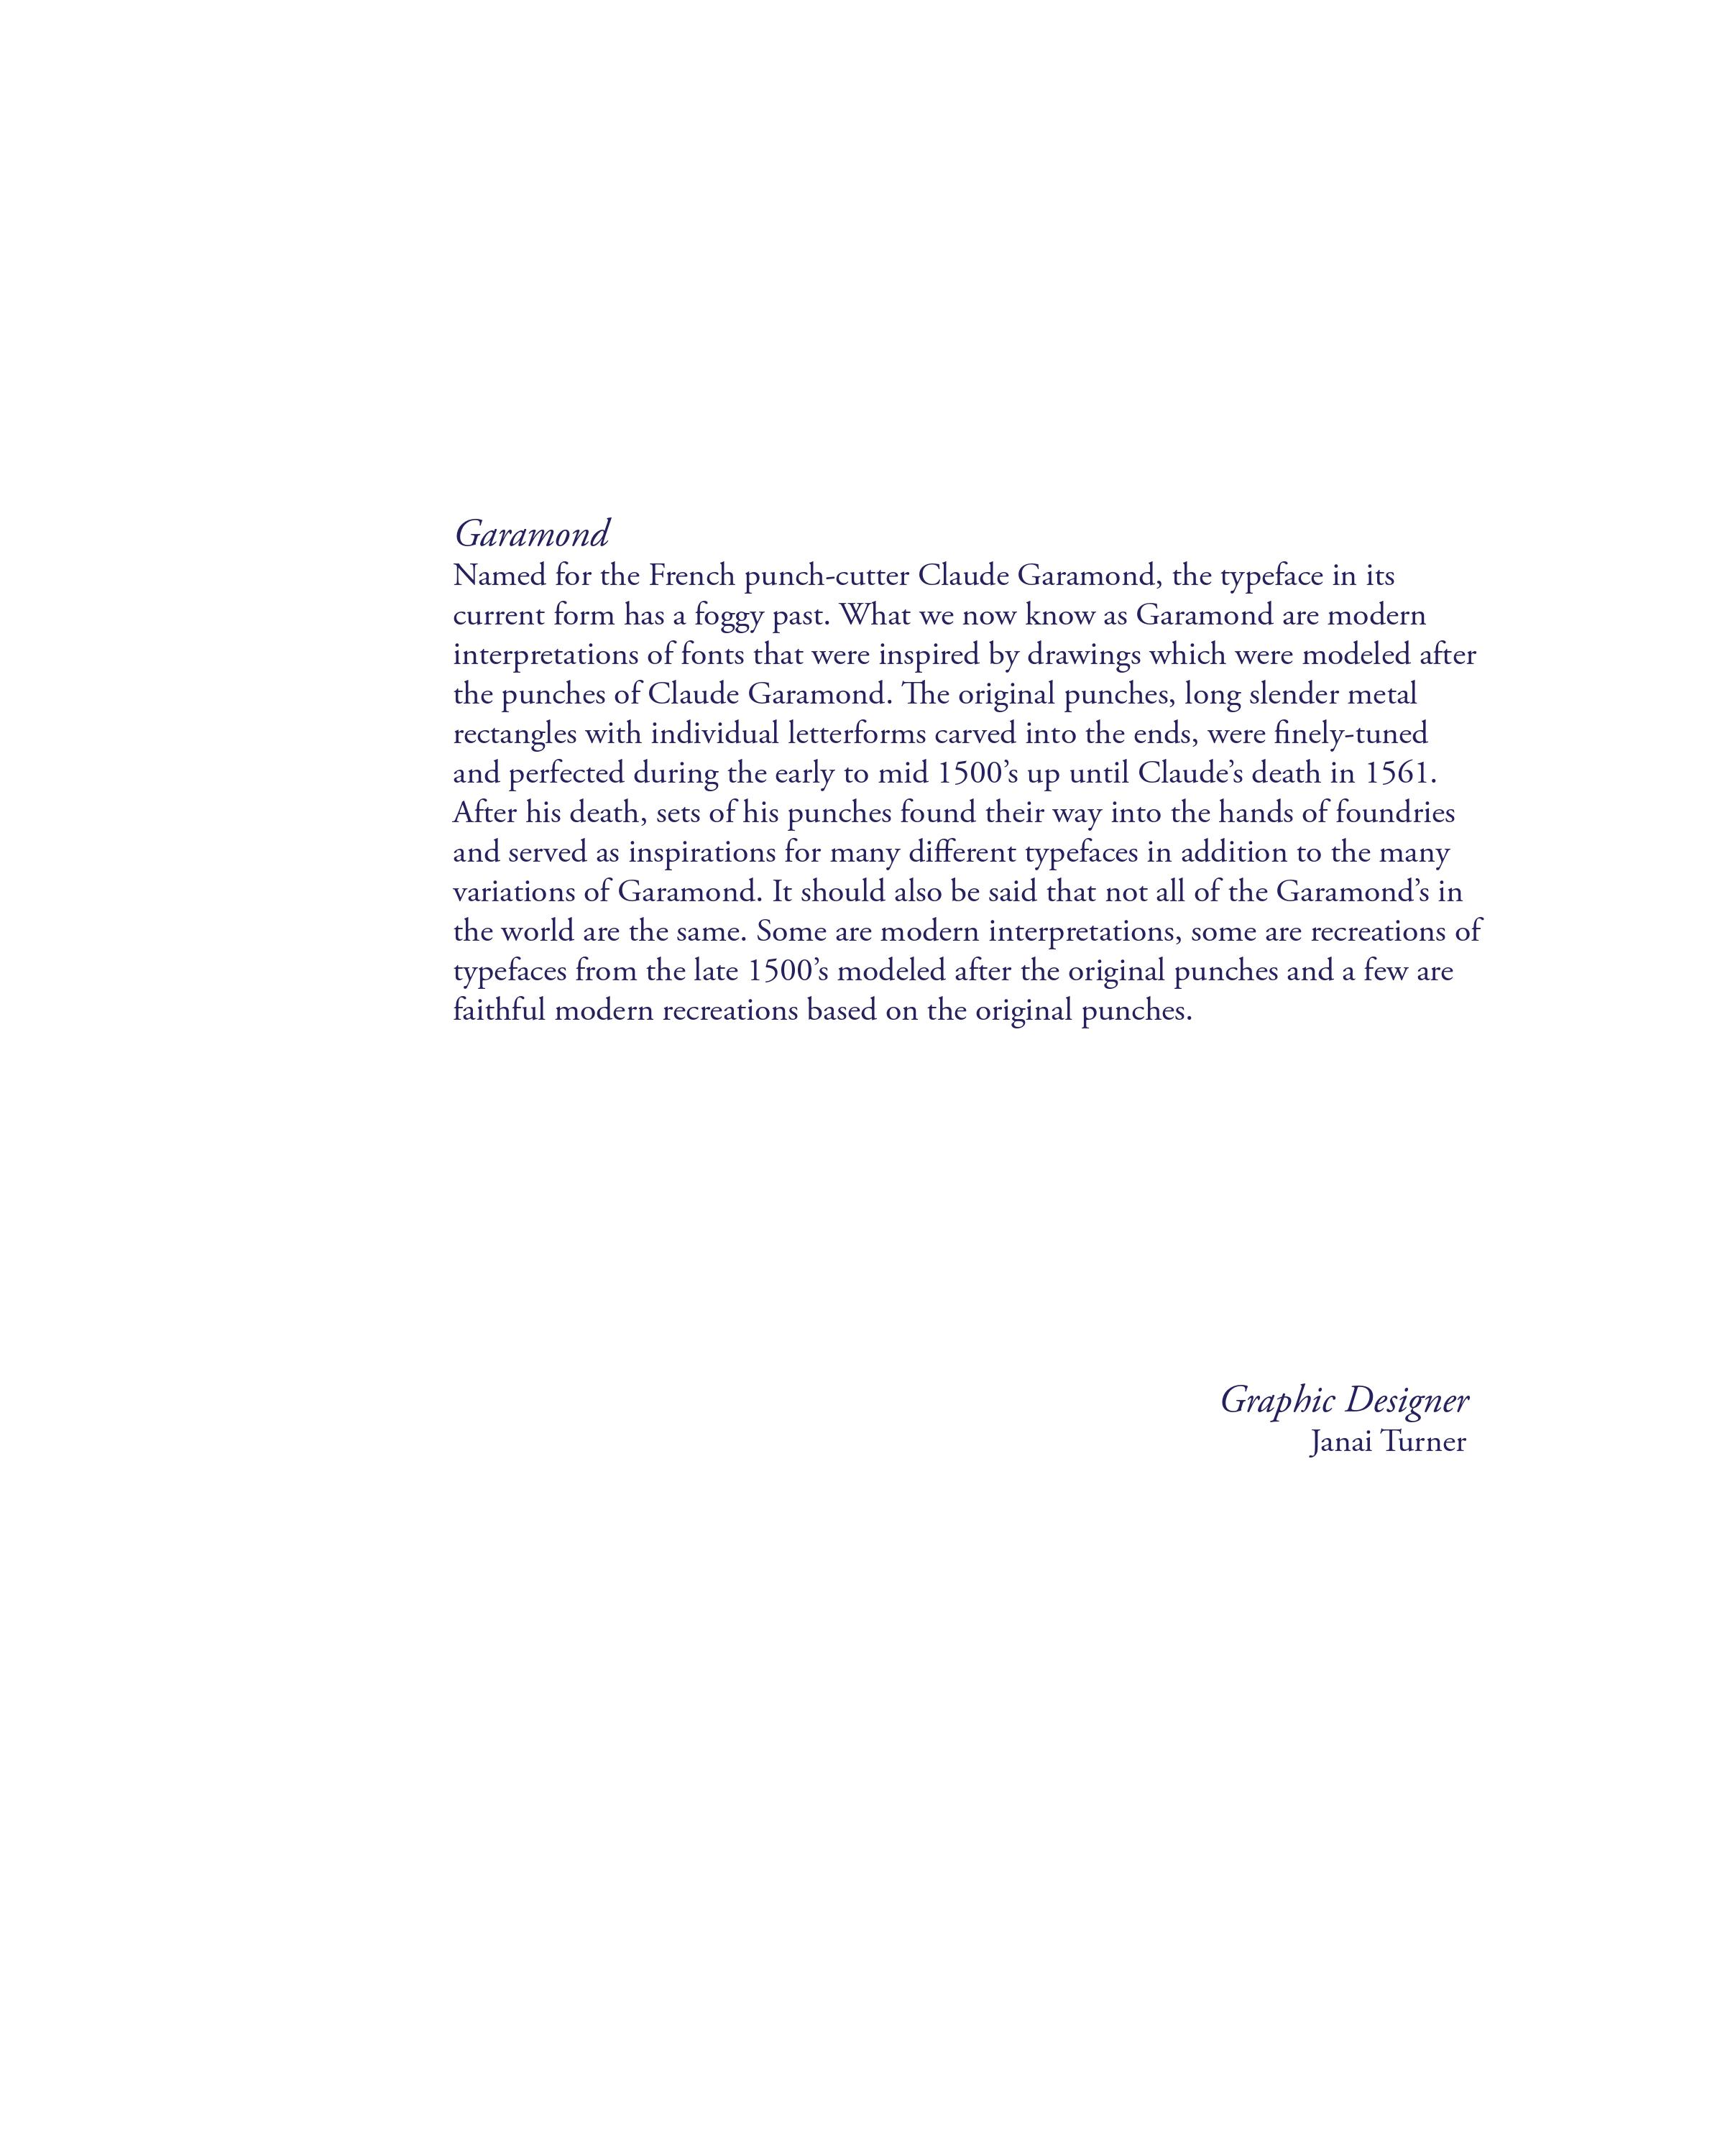 Garamond
Named for the French punch-cutter Claude Garamond, the typeface in its
current form has a foggy past. What we now know as Garamond are modern
interpretations of fonts that were inspired by drawings which were modeled after
the punches of Claude Garamond. The original punches, long slender metal
rectangles with individual letterforms carved into the ends, were finely-tuned
and perfected during the early to mid 1500’s up until Claude’s death in 1561.
After his death, sets of his punches found their way into the hands of foundries
and served as inspirations for many different typefaces in addition to the many
variations of Garamond. It should also be said that not all of the Garamond’s in
the world are the same. Some are modern interpretations, some are recreations of
typefaces from the late 1500’s modeled after the original punches and a few are
faithful modern recreations based on the original punches.
Graphic Designer
Janai Turner